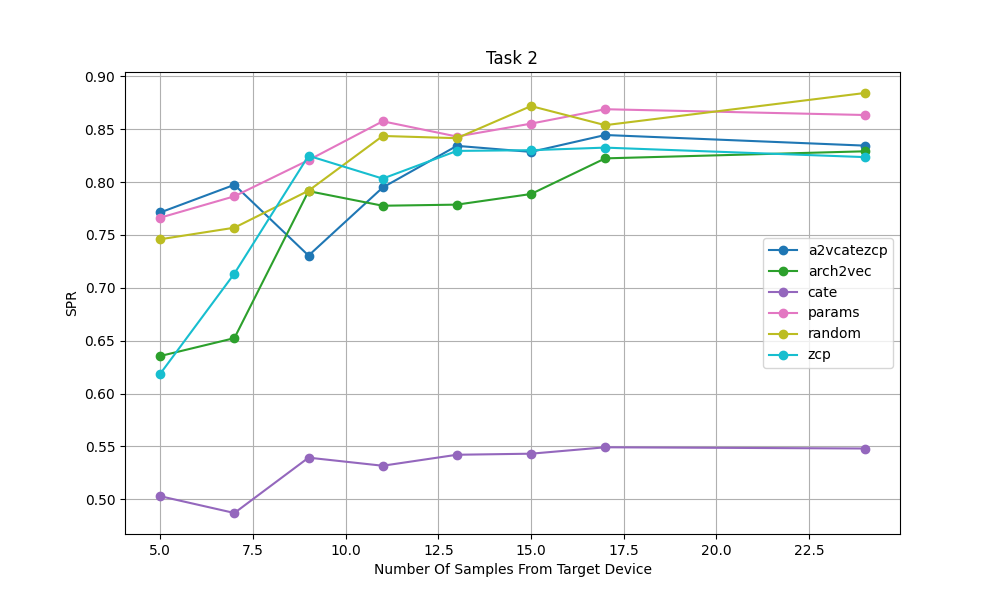 Task 2
SPR
0.90
0.85
0.80
0.75
0.70
0.65
0.60
0.55
0.50
a2vcatezcp
arch2vec
cate
params
random
zcp
5.0 7.5 10.0 12.5 15.0 17.5 20.0 22.5
Number Of Samples From Target Device